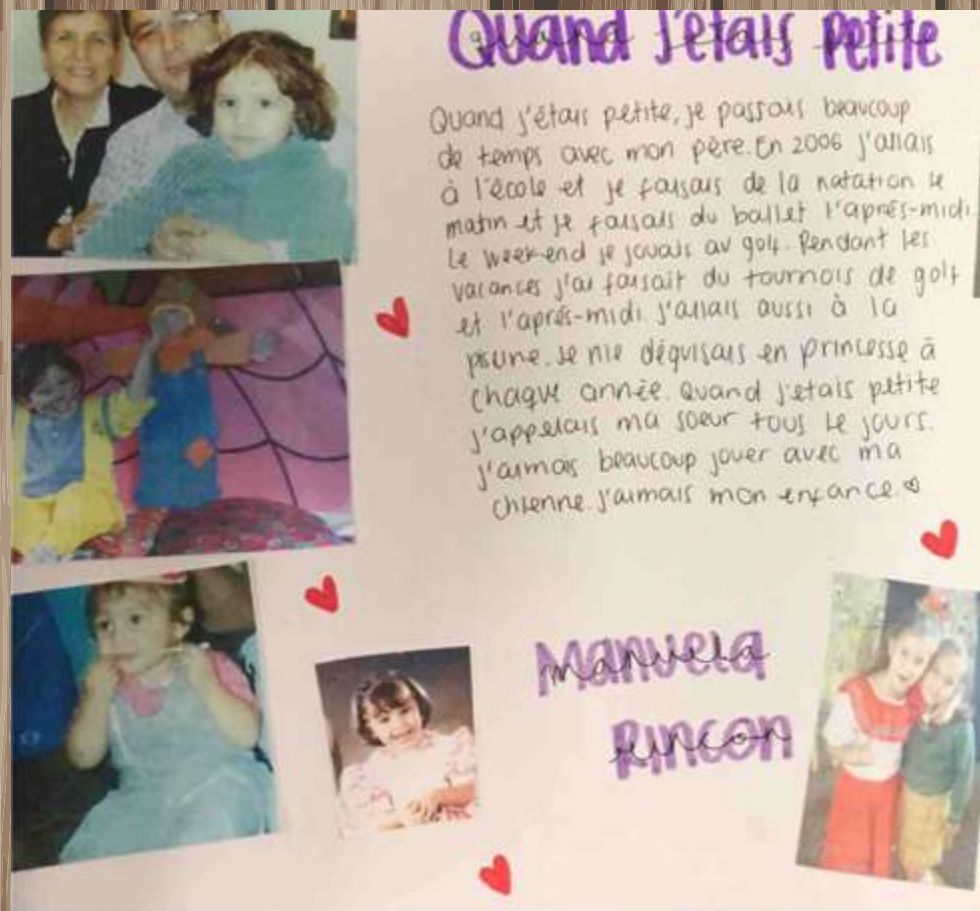 Quand J'étais Petite
Quand j'étais petite, je passais beaucoup
de temps avec mon père. En 2006 j'allais
à l'école et je faisais de la natation le
matin et je faisais du ballet l'après-midi
Le week-end je jouais au golf. Pendant les
vacances j'ai faisait du tournois de golf
et l'après-midi j'allais aussi à la
piscine. Je me déguisais en princesse à
chaque année. Quand j'etais petite
j'appelais ma soeur tous le jours.
j'aimais beaucoup jouer avec ma
chienne. j'aimais mon enfance.
Manuela
Rincon